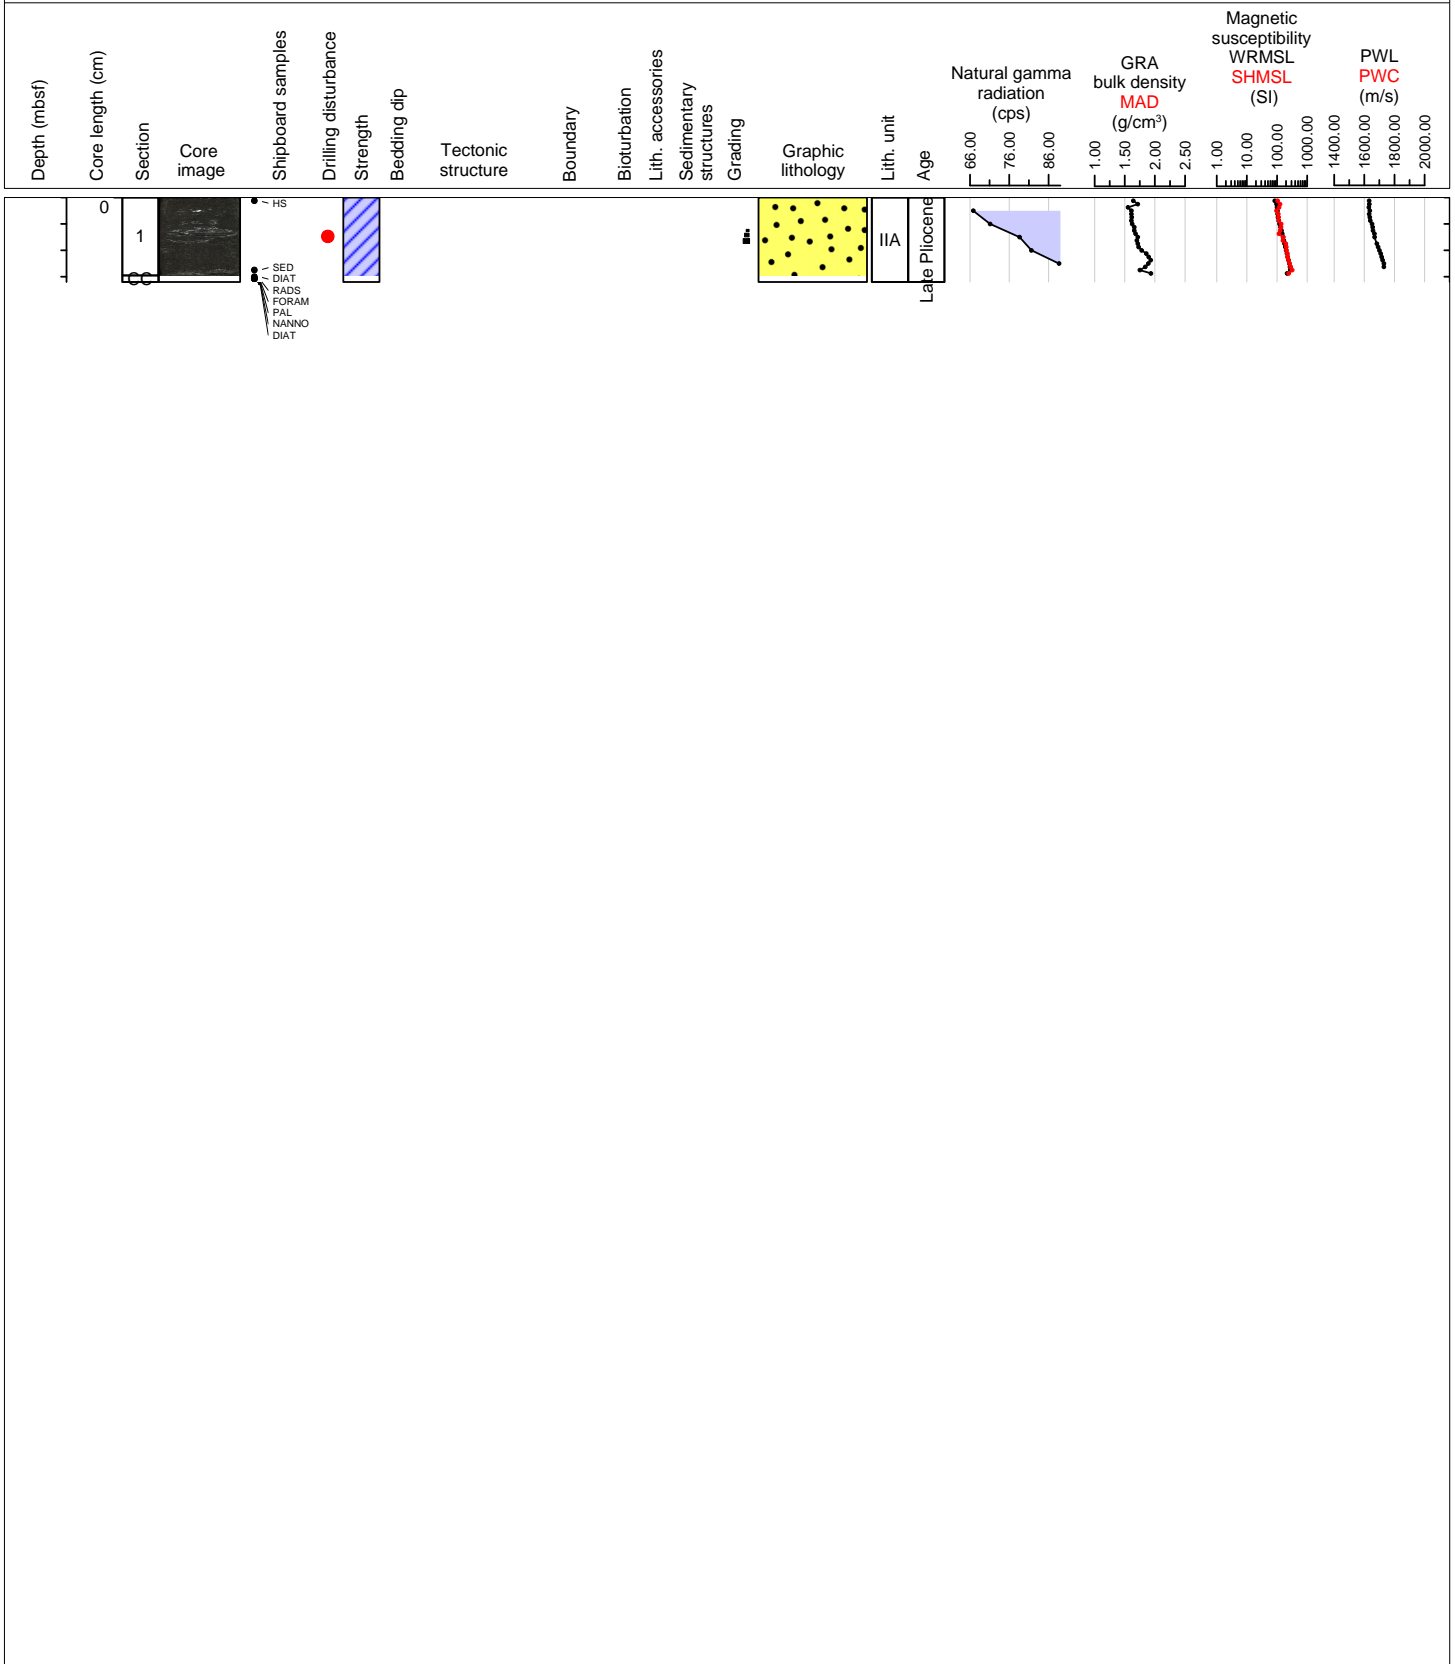 Depth (mbsf)
Core length (cm)
Section
Core
image
Shipboard samples
Drilling disturbance
Strength
Bedding dip
Tectonic
structure
Boundary
Bioturbation
Lith. accessories
Sedimentary
structures
Grading
Graphic
lithology
Lith. unit
Age
Natural gamma
radiation
(cps)
66.00
76.00
86.00
GRA
bulk density
MAD
(g/cm³)
1.00
1.50
2.00
2.50
Magnetic
susceptibility
WRMSL
SHMSL
(SI)
1.00
10.00
100.00
1000.00
PWL
PWC
(m/s)
1400.00
1600.00
1800.00
2000.00
0
1
CC
HS
SED
DIAT
RADS
FORAM
PAL
NANNO
DIAT
IIA
Late Pliocene